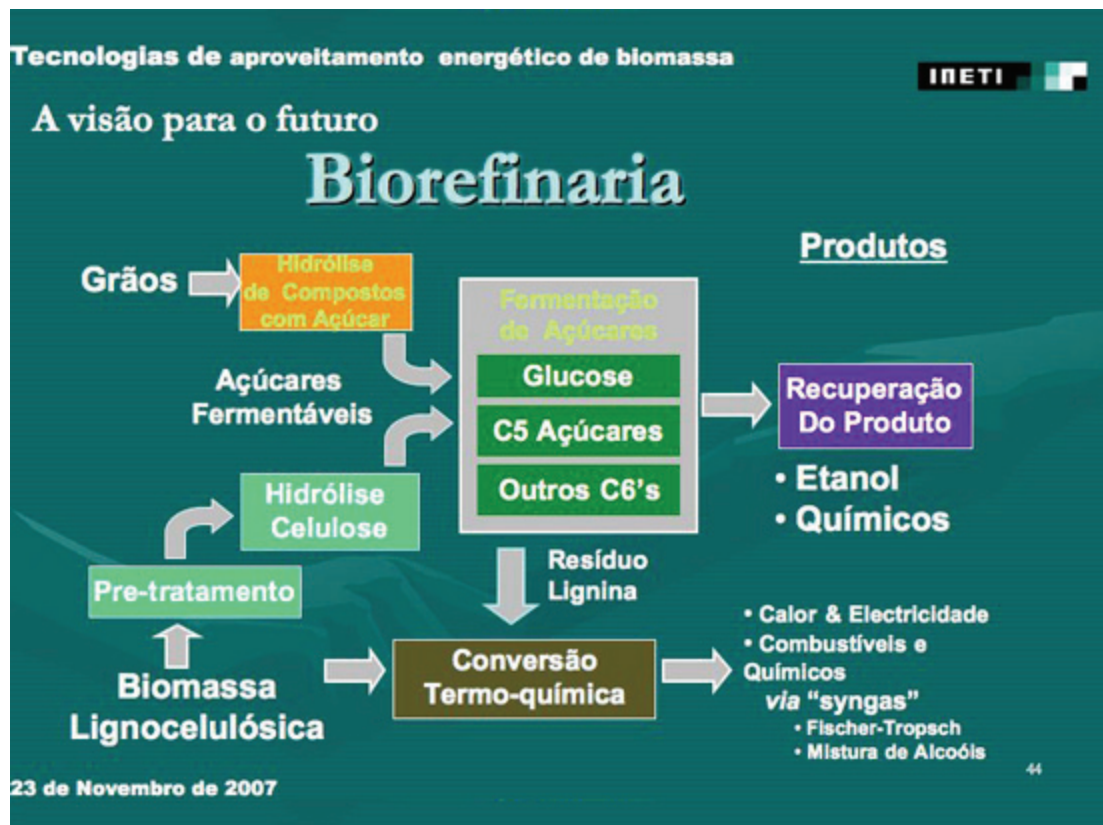 Tecnologias de aproveitamento energético de biomassa
INETI
A visão para o futuro
Biorefinaria
Produtos
Grãos
Hidrólise
de Compostos
com Açúcar
Fermentação
de Açúcares
Glucose
C5 Açúcares
Outros C6's
Açúcares
Fermentáveis
Recuperação
Do Produto
• Etanol
• Químicos
Hidrólise
Celulose
Pre-tratamento
Resíduo
Lignina
Biomassa
Lignocelulósica
Conversão
Termo-química
• Calor & Electricidade
• Combustíveis e
Químicos
via “syngas”
• Fischer-Tropsch
• Mistura de Alcoóis
44
23 de Novembro de 2007